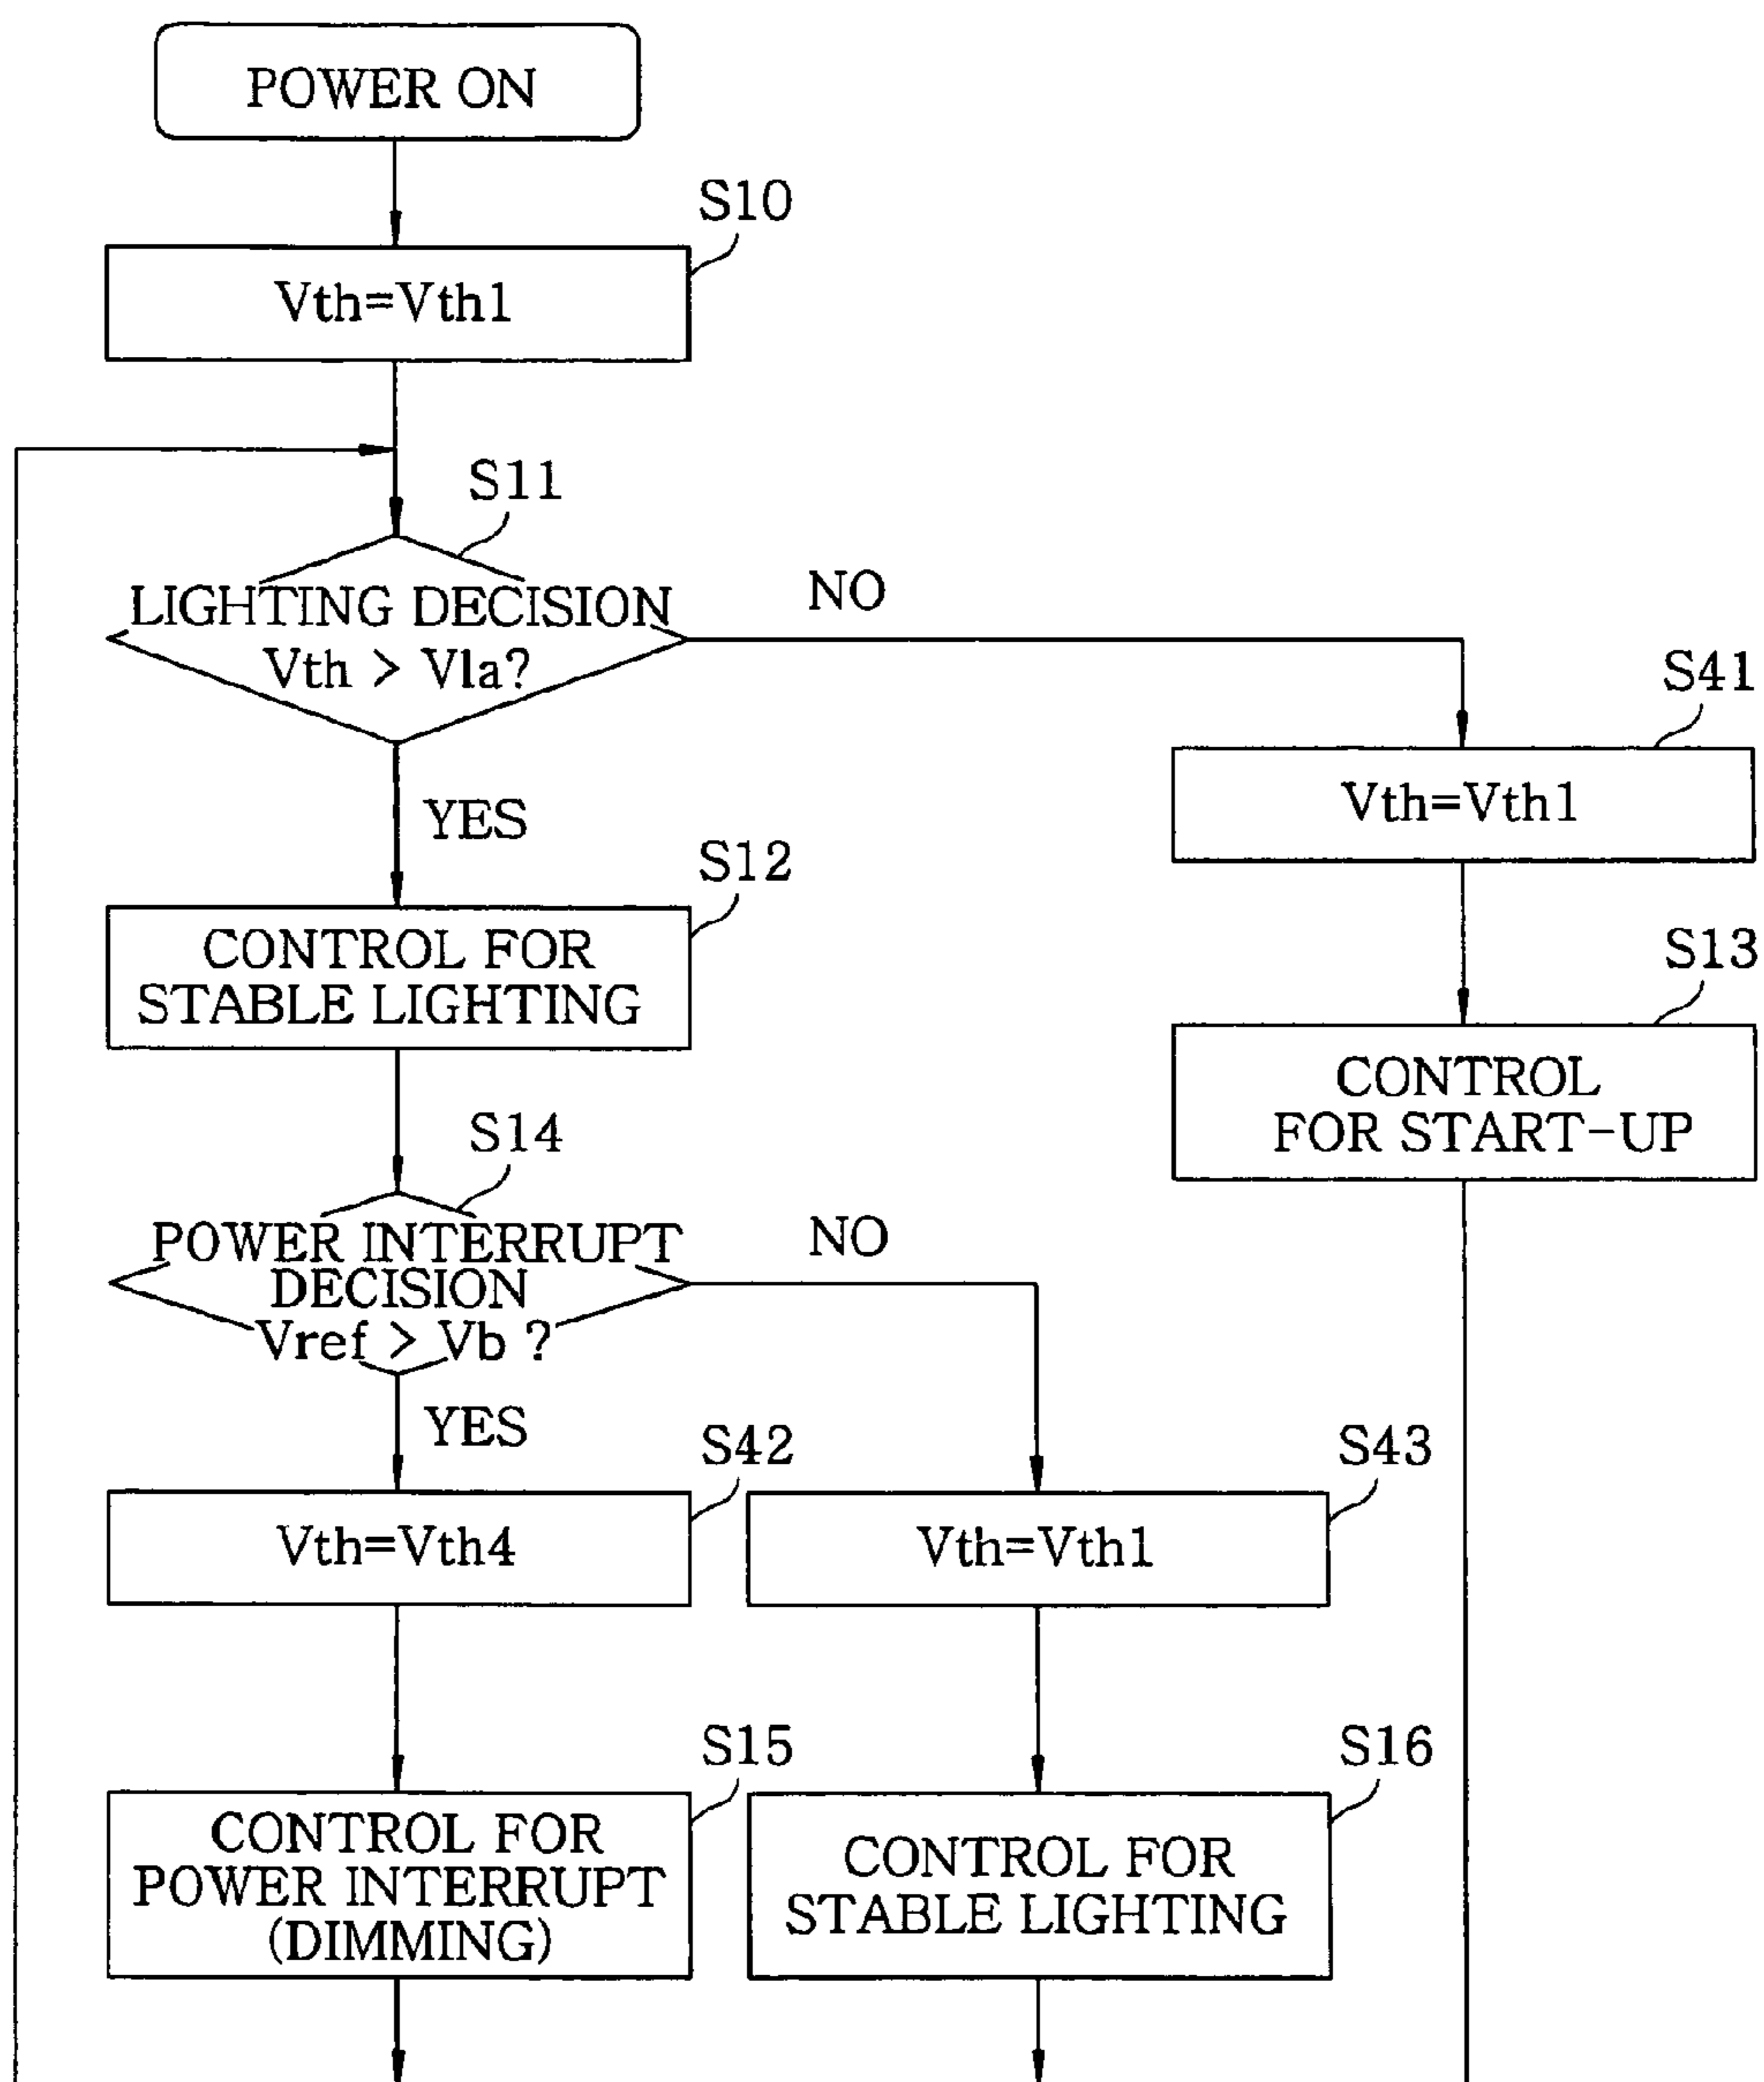 POWER ON
S10
Vth=Vth1
S11
LIGHTING DECISION
Vth > Vla?
NO
YES
S41
Vth=Vth1
S12
CONTROL FOR
STABLE LIGHTING
S13
CONTROL
FOR START-UP
S14
POWER INTERRUPT
DECISION
Vref > Vb ?
NO
YES
S42
Vth=Vth4
S43
Vth=Vth1
S15
CONTROL FOR
POWER INTERRUPT
(DIMMING)
S16
CONTROL FOR
STABLE LIGHTING